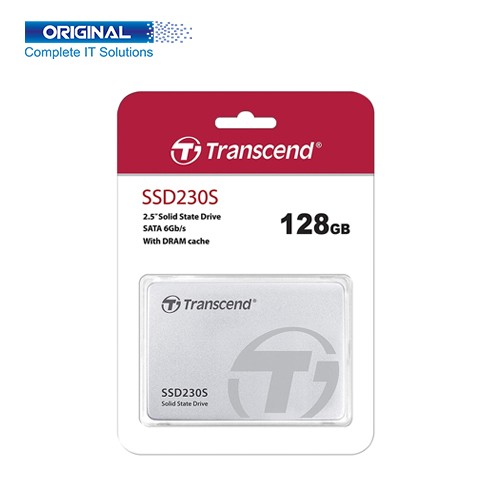 ORIGINAL
Complete IT Solutions
Transcend®
SSD230S
2.5" Solid State Drive
SATA 6Gb/s
With DRAM cache
128GB
Transcend®
SSD230S
Solid State Drive